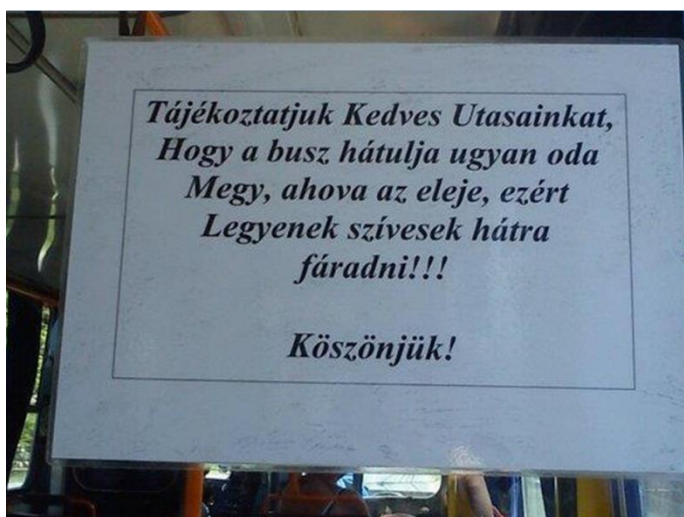 Tájékoztatjuk Kedves Utasainkat,
Hogy a busz hátulja ugyan oda
Megy, ahova az eleje, ezért
Legyenek szívesek hátra
fáradni!!!
Köszönjük!